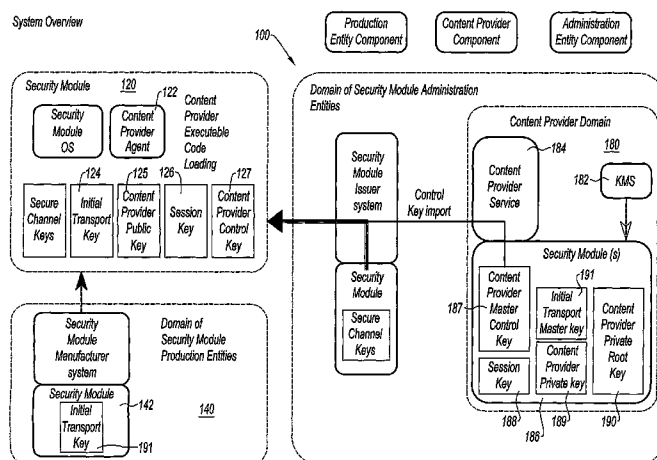 System Overview
100
Production
Entity Component
Content Provider
Component
Administration
Entity Component
Security Module
120
Security
Module
OS
122
Content
Provider
Agent
Content
Provider
Executable
Code
Loading
124
125
126
127
Secure
Channel
Keys
Initial
Transport
Key
Content
Provider
Public
Key
Session
Key
Content
Provider
Control
Key
Security
Module
Manufacturer
system
Domain of
Security Module
Production Entities
Security Module
142
140
Initial
Transport
Key
191
Domain of Security Module Administration
Entities
Security
Module
Issuer
system
Control
Key import
Security
Module
Secure
Channel
Keys
Content Provider Domain
180
184
182
KMS
Content
Provider
Service
Security Module (s)
187
Content
Provider
Master
Control
Key
191
Initial
Transport
Master key
Content
Provider
Private
Root
Key
Session
Key
Content
Provider
Private key
188
186
189
190